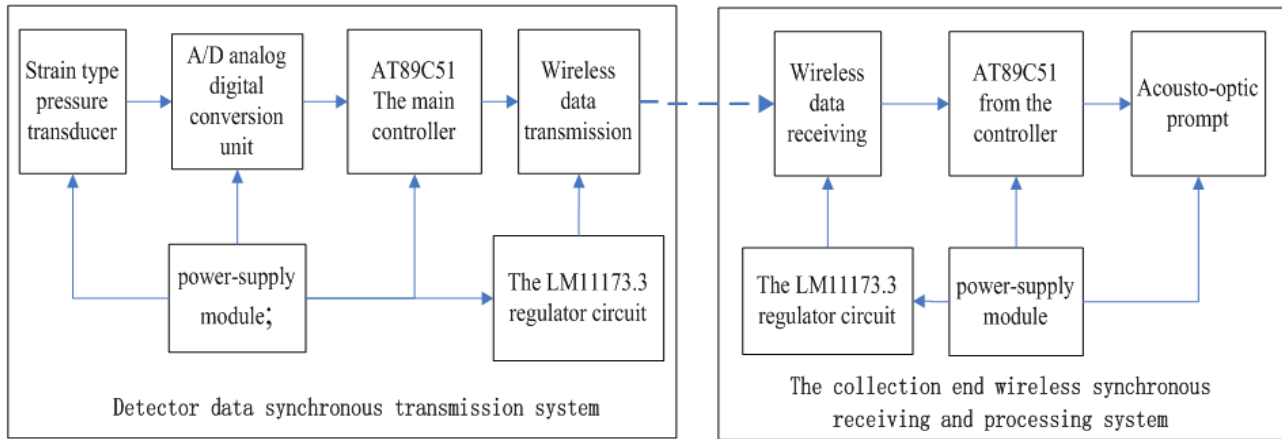 Strain type
pressure
transducer
A/D analog
digital
conversion
unit
AT89C51
The main
controller
Wireless
data
transmission
power-supply
module;
The LM11173.3
regulator circuit
Detector data synchronous transmission system
Wireless
data
receiving
AT89C51
from the
controller
Acousto-optic
prompt
The LM11173.3
regulator circuit
power-supply
module
The collection end wireless synchronous
receiving and processing system